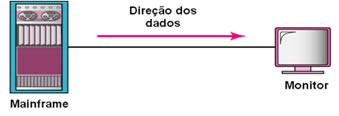 Direção dos
dados
Mainframe
Monitor